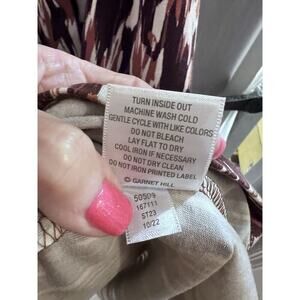 TURN INSIDE OUT
MACHINE WASH COLD
GENTLE CYCLE WITH LIKE COLORS
DO NOT BLEACH
LAY FLAT TO DRY
COOL IRON IF NECESSARY
DO NOT DRY CLEAN
DO NOT IRON PRINTED LABEL
© GARNET HILL
167111
ST23
10/22